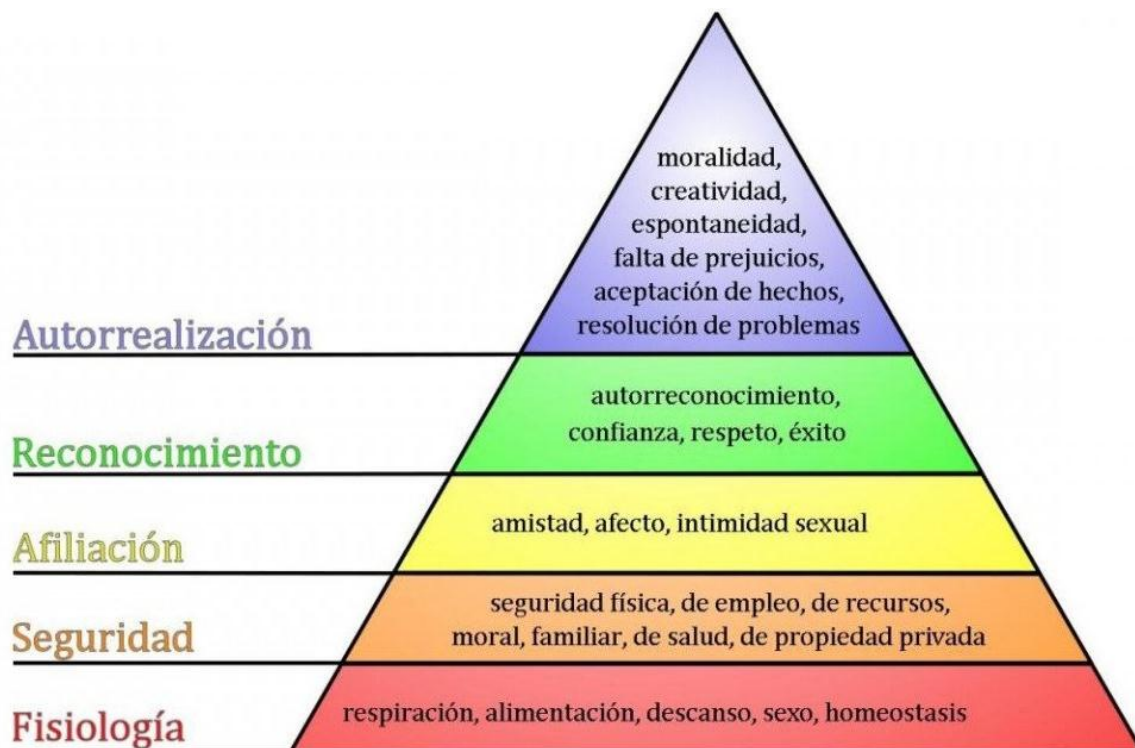 moralidad,
creatividad,
espontaneidad,
falta de prejuicios,
aceptación de hechos,
resolución de problemas
Autorrealización
autorreconocimiento,
confianza, respeto, éxito
Reconocimiento
amistad, afecto, intimidad sexual
Afiliación
seguridad física, de empleo, de recursos,
moral, familiar, de salud, de propiedad privada
Seguridad
respiración, alimentación, descanso, sexo, homeostasis
Fisiología